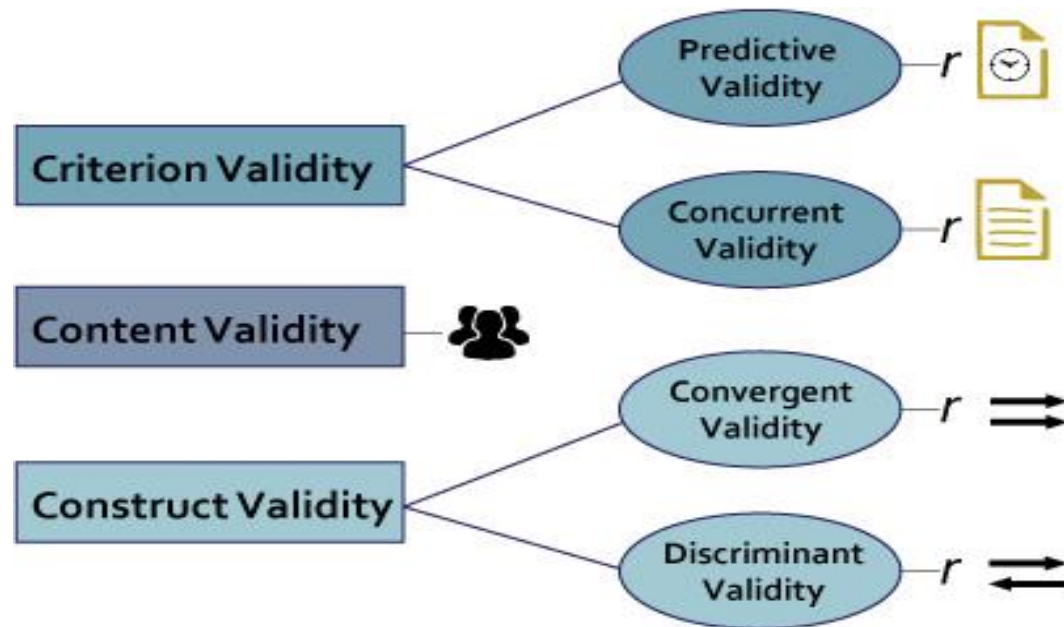 Criterion Validity
Predictive
Validity
r
Concurrent
Validity
r
Content Validity
Construct Validity
Convergent
Validity
r
Discriminant
Validity
r